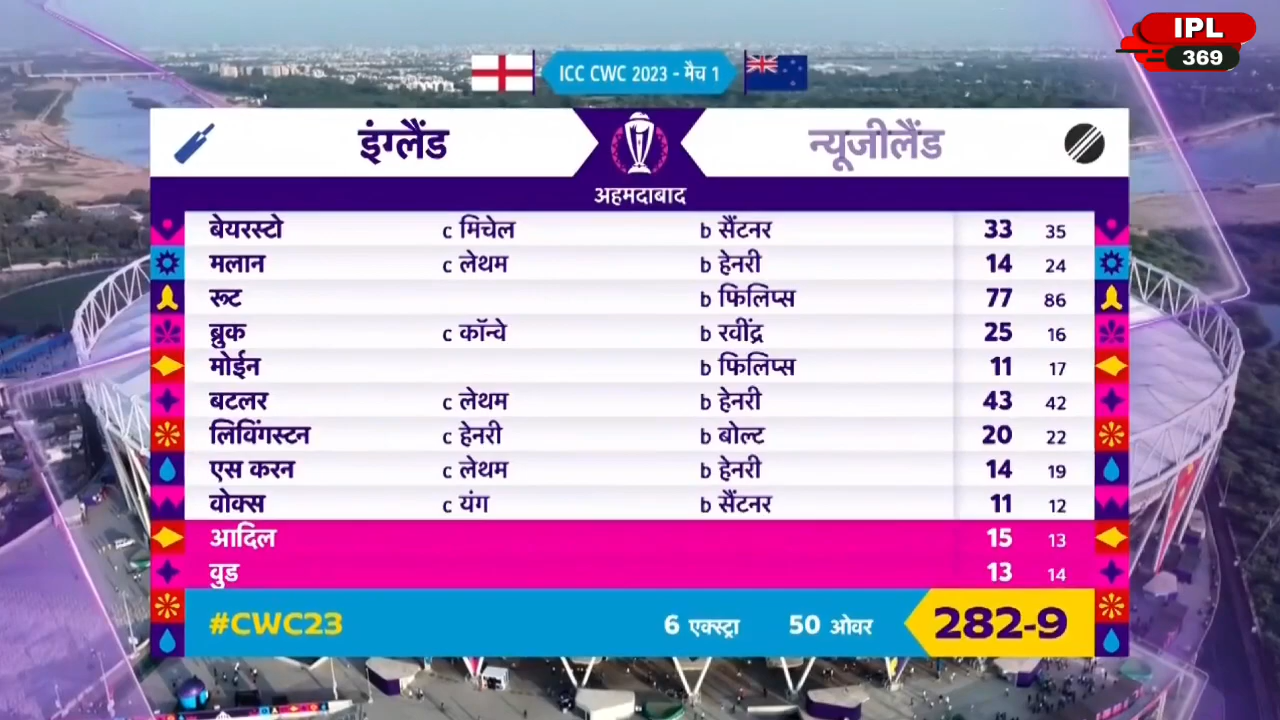 IPL
369
ICC CWC 2023 - मैच 1
इंग्लैंड न्यूजीलैंड
अहमदाबाद
बेयरस्टो c मिचेल b सैंटनर 33 35
मलान c लेथम b हेनरी 14 24
रूट b फिलिप्स 77 86
ब्रुक c कॉन्वे b रवींद्र 25 16
मोईन b फिलिप्स 11 17
बटलर c लेथम b हेनरी 43 42
लिविंगस्टन c हेनरी b बोल्ट 20 22
एस करन c लेथम b हेनरी 14 19
वोक्स c यंग b सैंटनर 11 12
आदिल 15 13
वुड 13 14
#CWC23 6 एक्स्ट्रा 50 ओवर 282-9